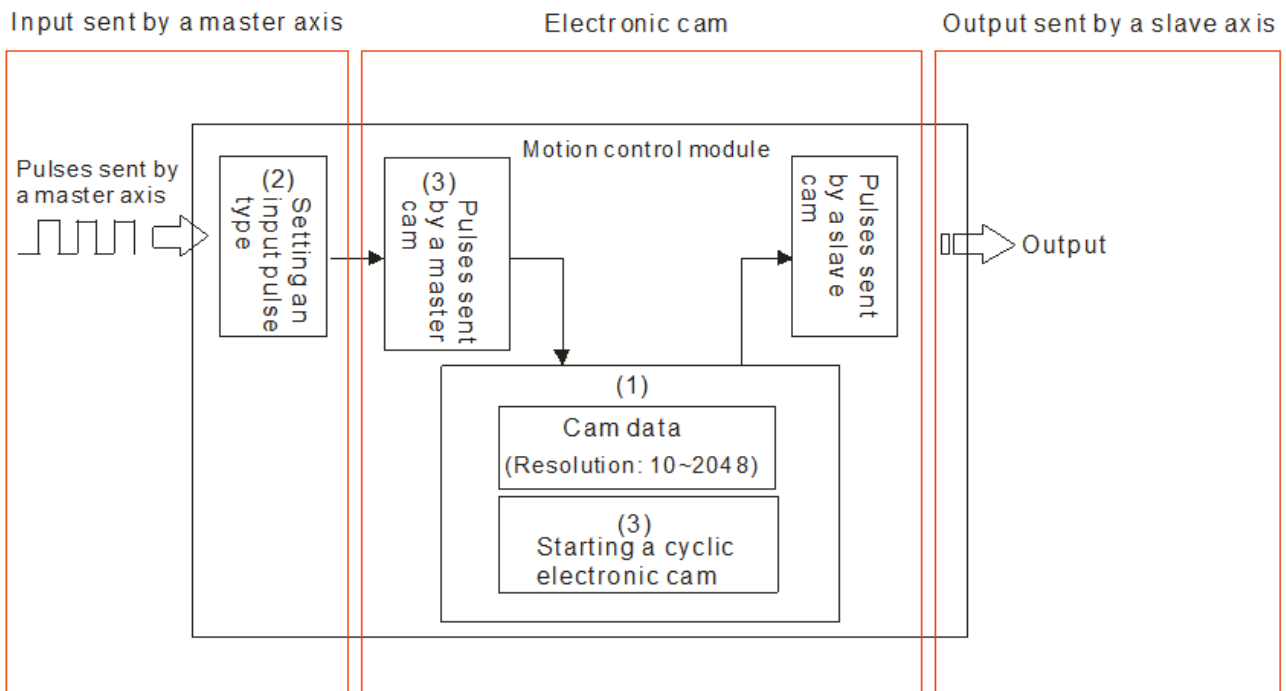 Input sent by a master axis
Electronic cam
Output sent by a slave axis
Motion control module
Pulses sent by
a master axis
(2)
Setting an
input pulse
type
(3)
Pulses sent
by a master
cam
Pulses sent
by a slave
cam
Output
(1)
Cam data
(Resolution: 10~2048)
(3)
Starting a cyclic
electronic cam